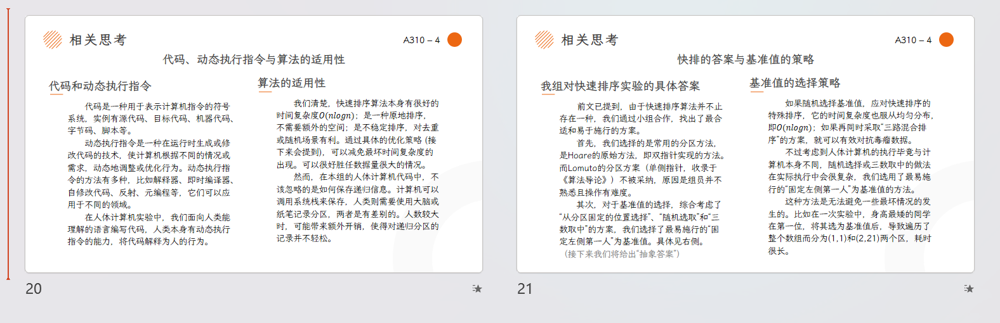 相关思考
A310 – 4
代码、动态执行指令与算法的适用性
代码和动态执行指令
代码是一种用于表示计算机指令的符号
系统，实例有源代码、目标代码、机器代码、
字节码、脚本等。
动态执行指令是一种在运行时生成或修
改代码的技术，使计算机根据不同的情况或
需求，动态地调整或优化行为。动态执行指
令的方法有多种，比如解释器、即时编译器、
自修改代码、反射、元编程等，它们可以应
用于不同的领域。
在人体计算机实验中，我们面向人类能
理解的语言编写代码，人类本身有动态执行
指令的能力，将代码解释为人的行为。
算法的适用性
我们清楚，快速排序算法本身有很好的
时间复杂度O(nlogn)；是一种原地排序，
不需要额外的空间；是不稳定排序，对去重
或随机场景有利。通过具体的优化策略 (接
下来会提到)，可以减免最坏时间复杂度的
出现。可以很好胜任数据量很大的情况。
然而，在本组的人体计算机代码中，不
该忽略的是如何保存递归信息。计算机可以
调用系统栈来保存，人类则需要使用大脑或
纸笔记录分区，两者是有差别的。人数较大
时，可能带来额外开销，使得对递归分区的
记录并不轻松。
20
相关思考
A310 – 4
快排的答案与基准值的策略
我组对快速排序实验的具体答案
前文已提到，由于快速排序算法并不止
存在一种，我们通过小组合作，找出了最合
适和易于施行的方案。
首先，我们选择的是常用的分区方法，
是Hoare的原始方法，即双指针实现的方法。
而Lomuto的分区方案（单侧指针，收录于
《算法导论》）不被采纳，原因是组员并不
熟悉且操作有难度。
其次，对于基准值的选择，综合考虑了
“从分区固定的位置选择”、“随机选取”和“三
数取中”的方案，我们选择了最易施行的“固
定左侧第一人”为基准值。具体见右侧。
（接下来我们将给出“抽象答案”）
基准值的选择策略
如果随机选择基准值，应对快速排序的
特殊排序，它的时间复杂度也服从均匀分布，
即O(nlogn)；如果再同时采取“三路混合排
序”的方案，就可以有效对抗毒瘤数据。
不过考虑到人体计算机的执行毕竟与计
算机本身不同，随机选择或三数取中的做法
在实际执行中会很复杂，我们选用了最易施
行的“固定左侧第一人”为基准值的方法。
这种方法是无法避免一些最坏情况的发
生的。比如在一次实验中，身高最矮的同学
在第一位，将其选为基准值后，导致遍历了
整个数组而分为(1,1)和(2,21)两个区，耗时
很长。
21